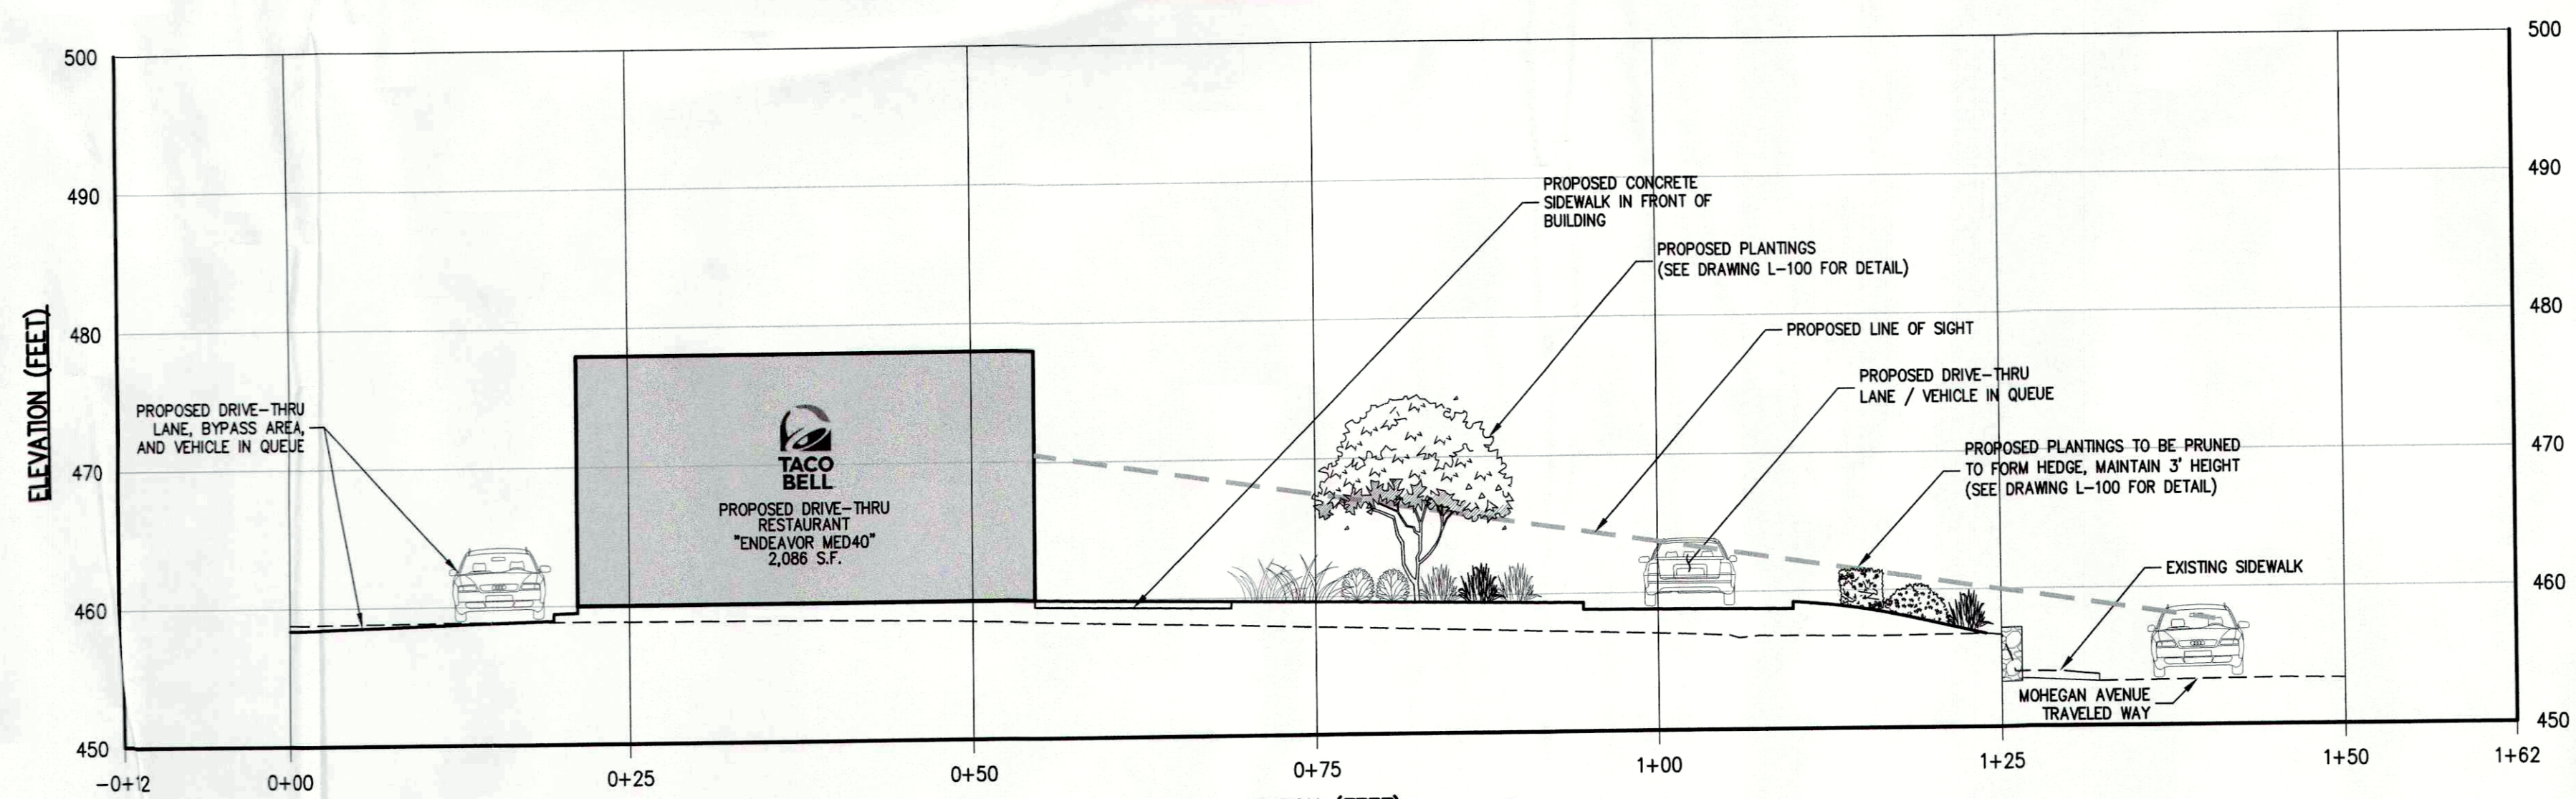 500
500
490
490
480
480
470
470
460
460
450
450
ELEVATION (FEET)
PROPOSED CONCRETE
SIDEWALK IN FRONT OF
BUILDING
PROPOSED PLANTINGS
(SEE DRAWING L-100 FOR DETAIL)
PROPOSED LINE OF SIGHT
PROPOSED DRIVE-THRU
LANE / VEHICLE IN QUEUE
PROPOSED DRIVE-THRU
LANE, BYPASS AREA,
AND VEHICLE IN QUEUE
PROPOSED PLANTINGS TO BE PRUNED
TO FORM HEDGE, MAINTAIN 3' HEIGHT
(SEE DRAWING L-100 FOR DETAIL)
TACO
BELL
PROPOSED DRIVE-THRU
RESTAURANT
"ENDEAVOR MED40"
2,086 S.F.
EXISTING SIDEWALK
MOHEGAN AVENUE
TRAVELED WAY
-0+12
0+00
0+25
0+50
0+75
1+00
1+25
1+50
1+62